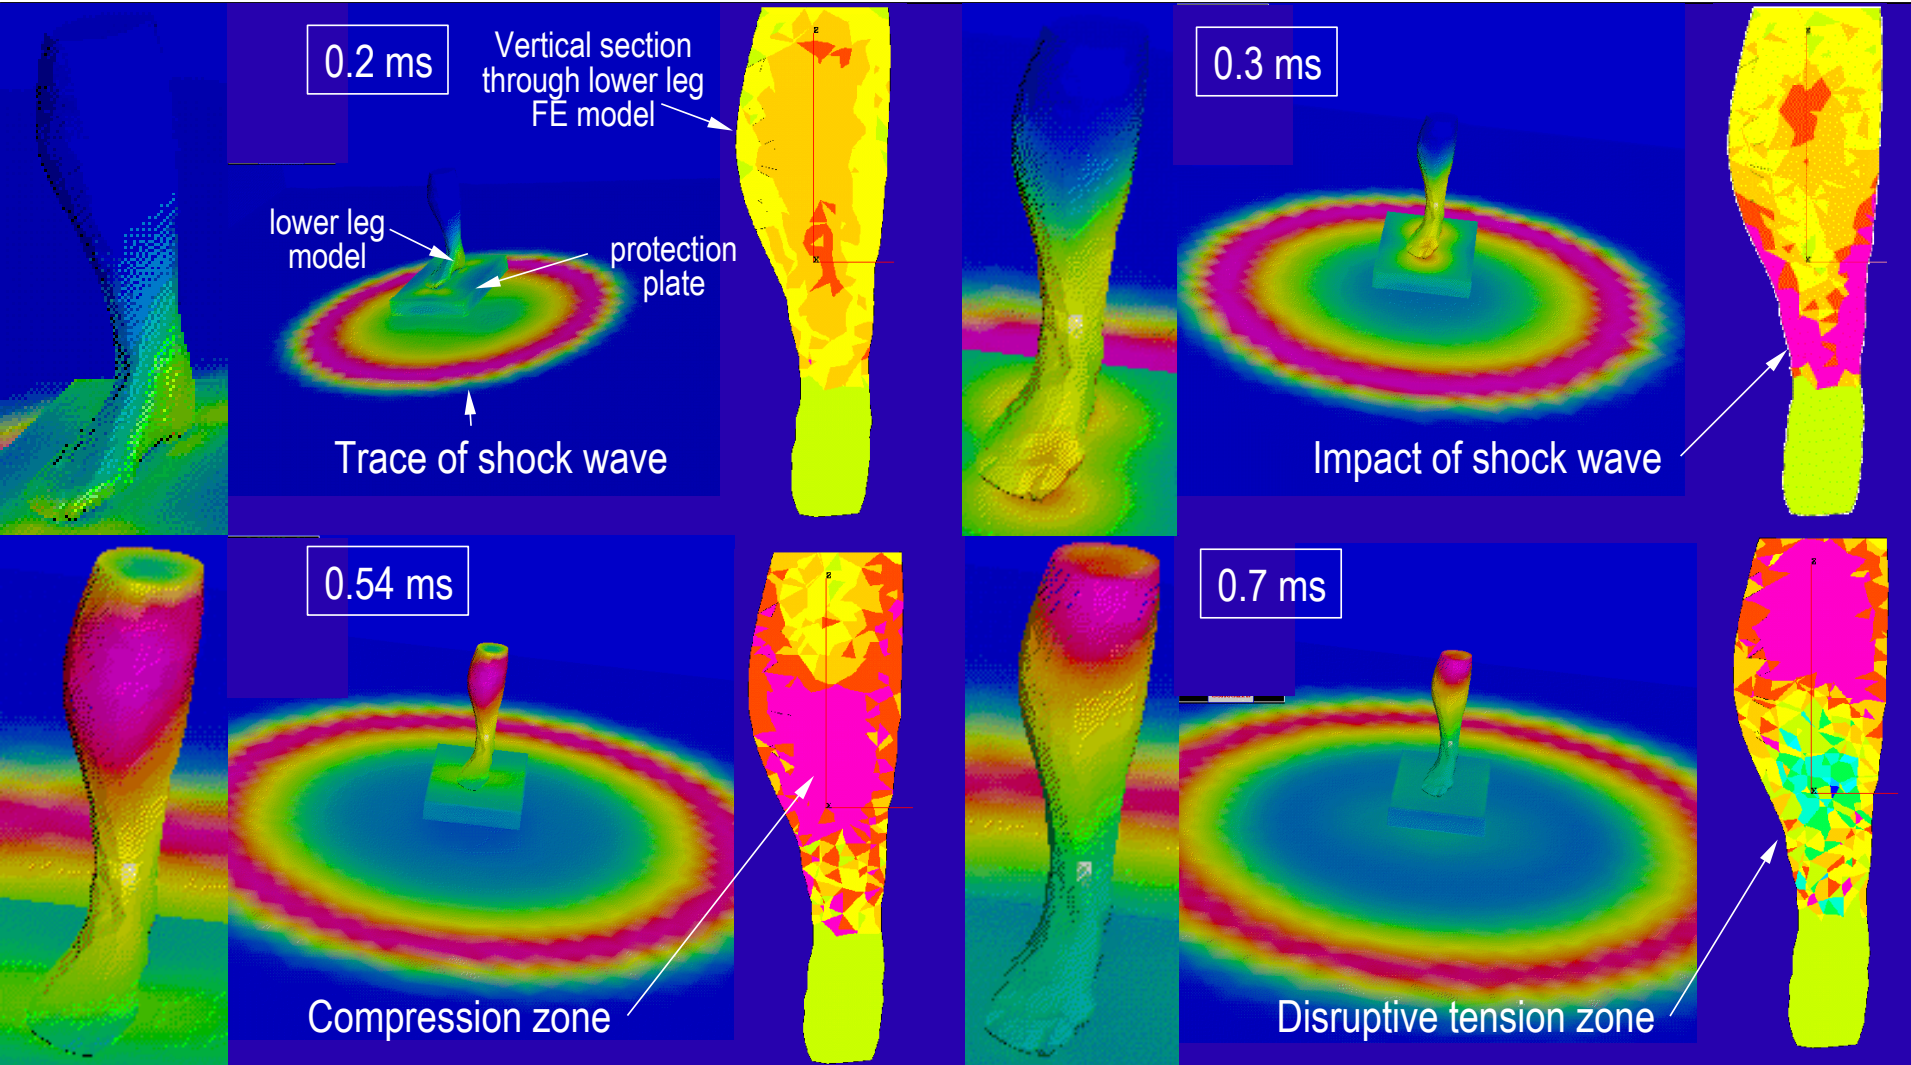 0.2 ms
Vertical section
through lower leg
FE model
lower leg
model
protection
plate
Trace of shock wave
0.3 ms
Impact of shock wave
0.54 ms
Compression zone
0.7 ms
Disruptive tension zone